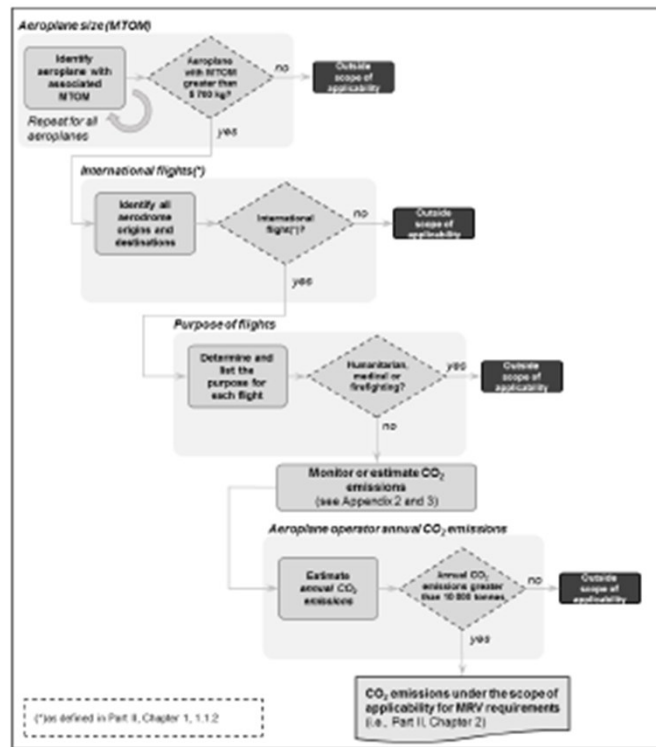 Aeroplane size (MTOM)
Identify
aeroplane with
associated
MTOM
Aeroplane
with MTOM
greater than
5 700 kg?
no
Outside
scope of
applicability
Repeat for all
aeroplanes
yes
International flights(*)
Identify all
aerodrome
origins and
destinations
International
flight(*)?
no
Outside
scope of
applicability
yes
Purpose of flights
Determine and
list the
purpose for
each flight
Humanitarian,
medical or
firefighting?
yes
Outside
scope of
applicability
no
Monitor or estimate CO₂
emissions
(see Appendix 2 and 3)
Aeroplane operator annual CO₂ emissions
Estimate
annual CO₂
emissions
Annual CO₂
emissions greater
than 10 000 tonnes
no
Outside
scope of
applicability
yes
CO₂ emissions under the scope of
applicability for MRV requirements
(i.e., Part II, Chapter 2)
(*)as defined in Part II, Chapter 1, 1.1.2